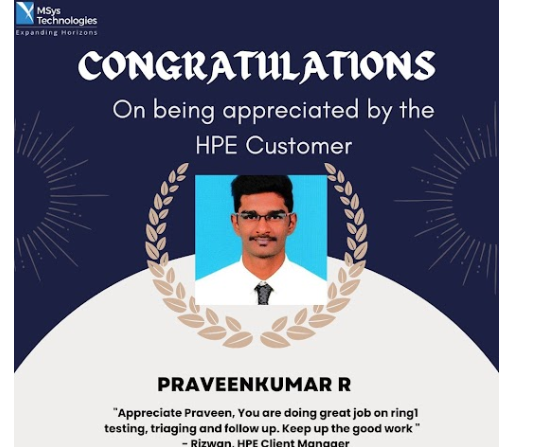 MSys
Technologies
Expanding Horizons
CONGRATULATIONS
On being appreciated by the
HPE Customer
PRAVEENKUMAR R
"Appreciate Praveen, You are doing great job on ring1
testing, triaging and follow up. Keep up the good work "
- Rizwan, HPE Client Manager